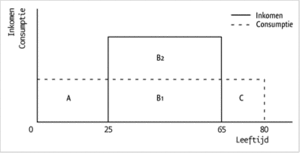 Inkomen
Consumptie
Inkomen
Consumptie
B2
A
B1
C
0
25
65
80
Leeftijd